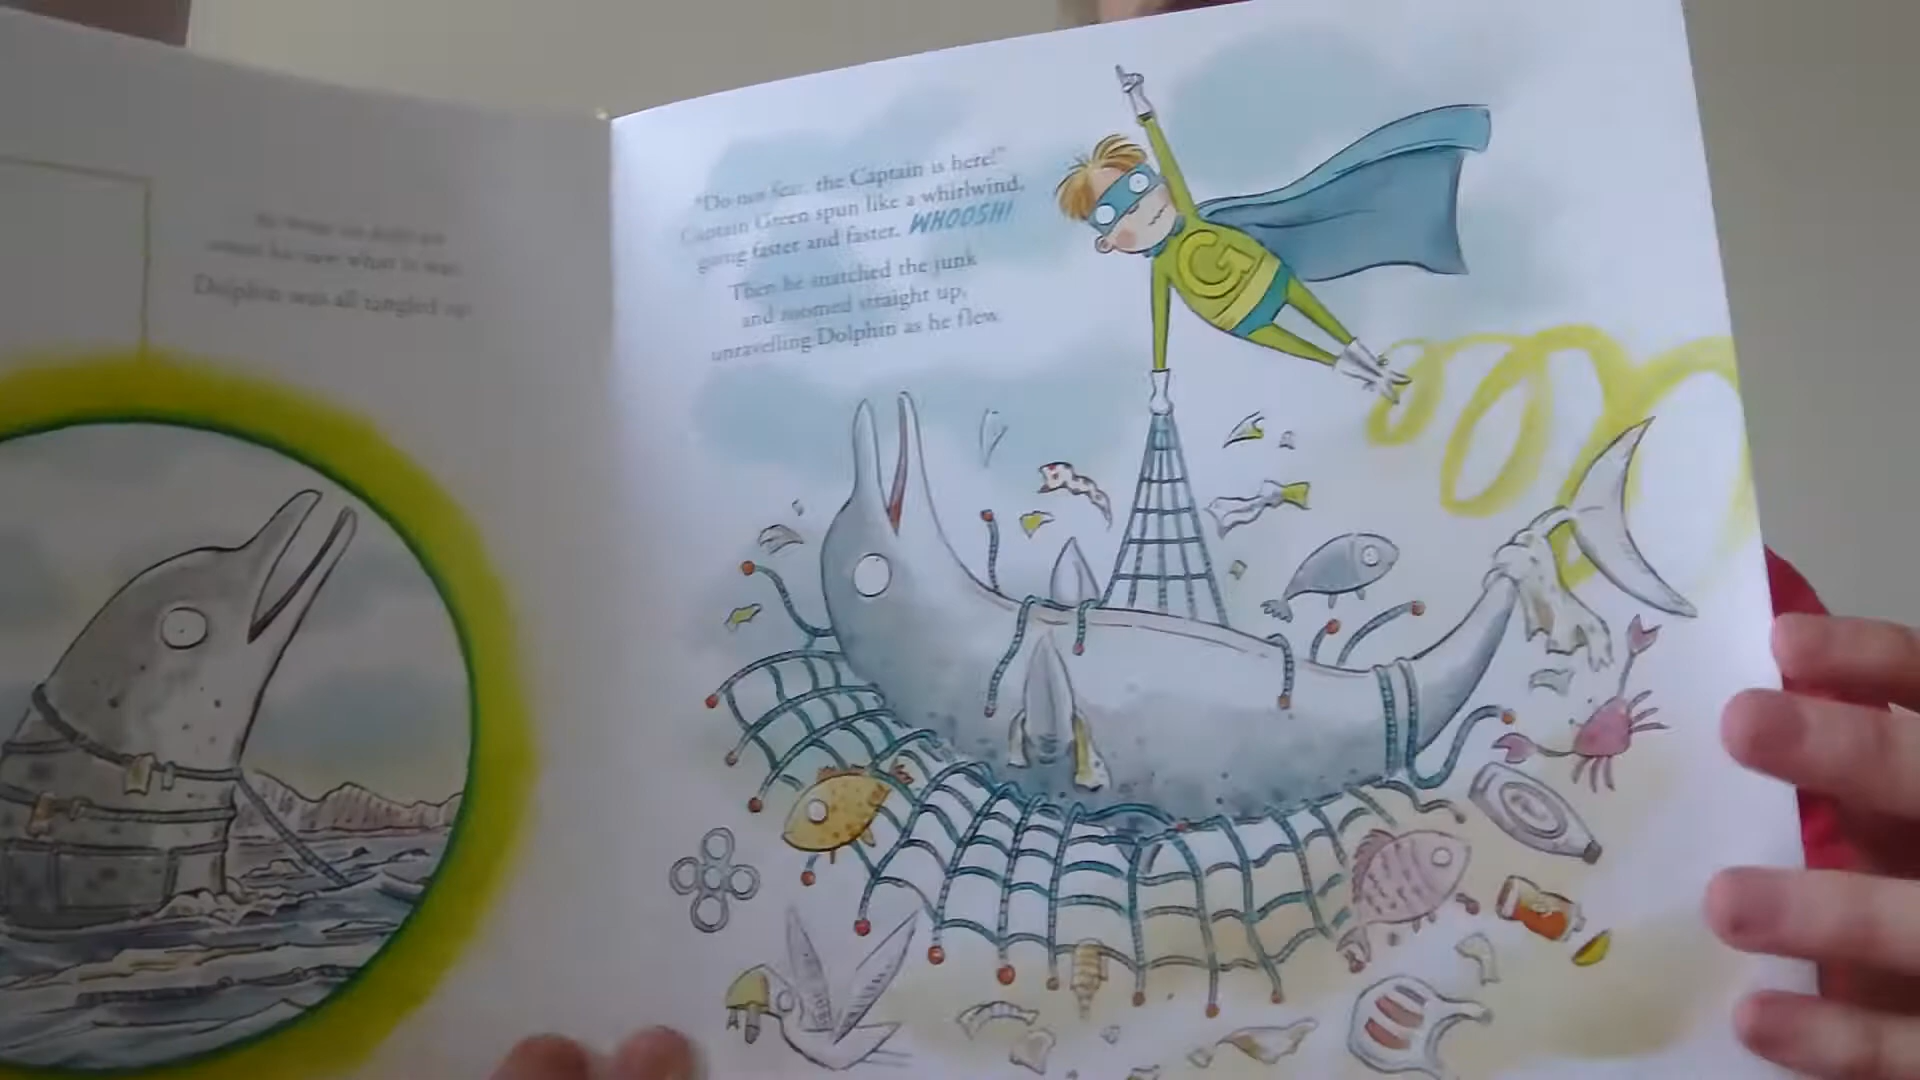 Dolphin was all tangled up
"Do not fear, the Captain is here!"
Captain Green spun like a whirlwind,
going faster and faster. WHOOSH!
Then he snatched the junk
and zoomed straight up,
unravelling Dolphin as he flew.
G